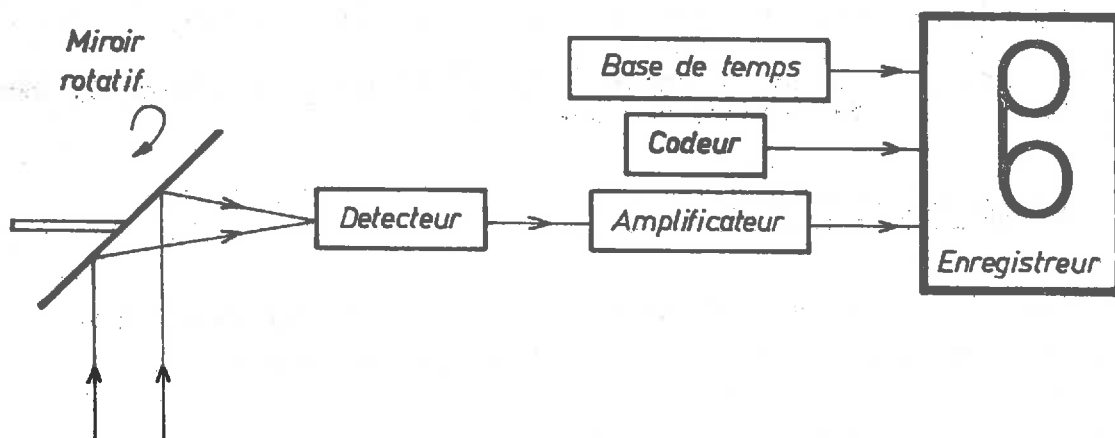 Miroir
rotatif
Base de temps
Codeur
Detecteur
Amplificateur
Enregistreur